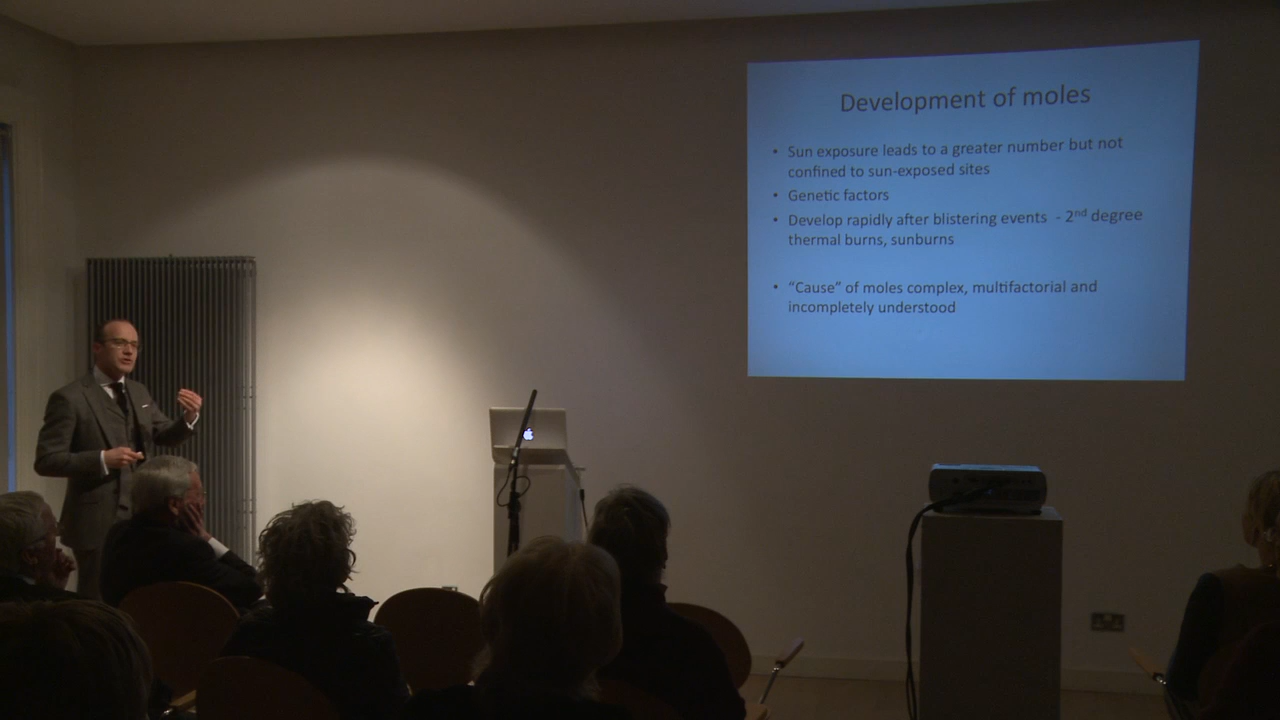 Development of moles
• Sun exposure leads to a greater number but not
confined to sun-exposed sites
• Genetic factors
• Develop rapidly after blistering events - 2nd degree
thermal burns, sunburns
• “Cause” of moles complex, multifactorial and
incompletely understood